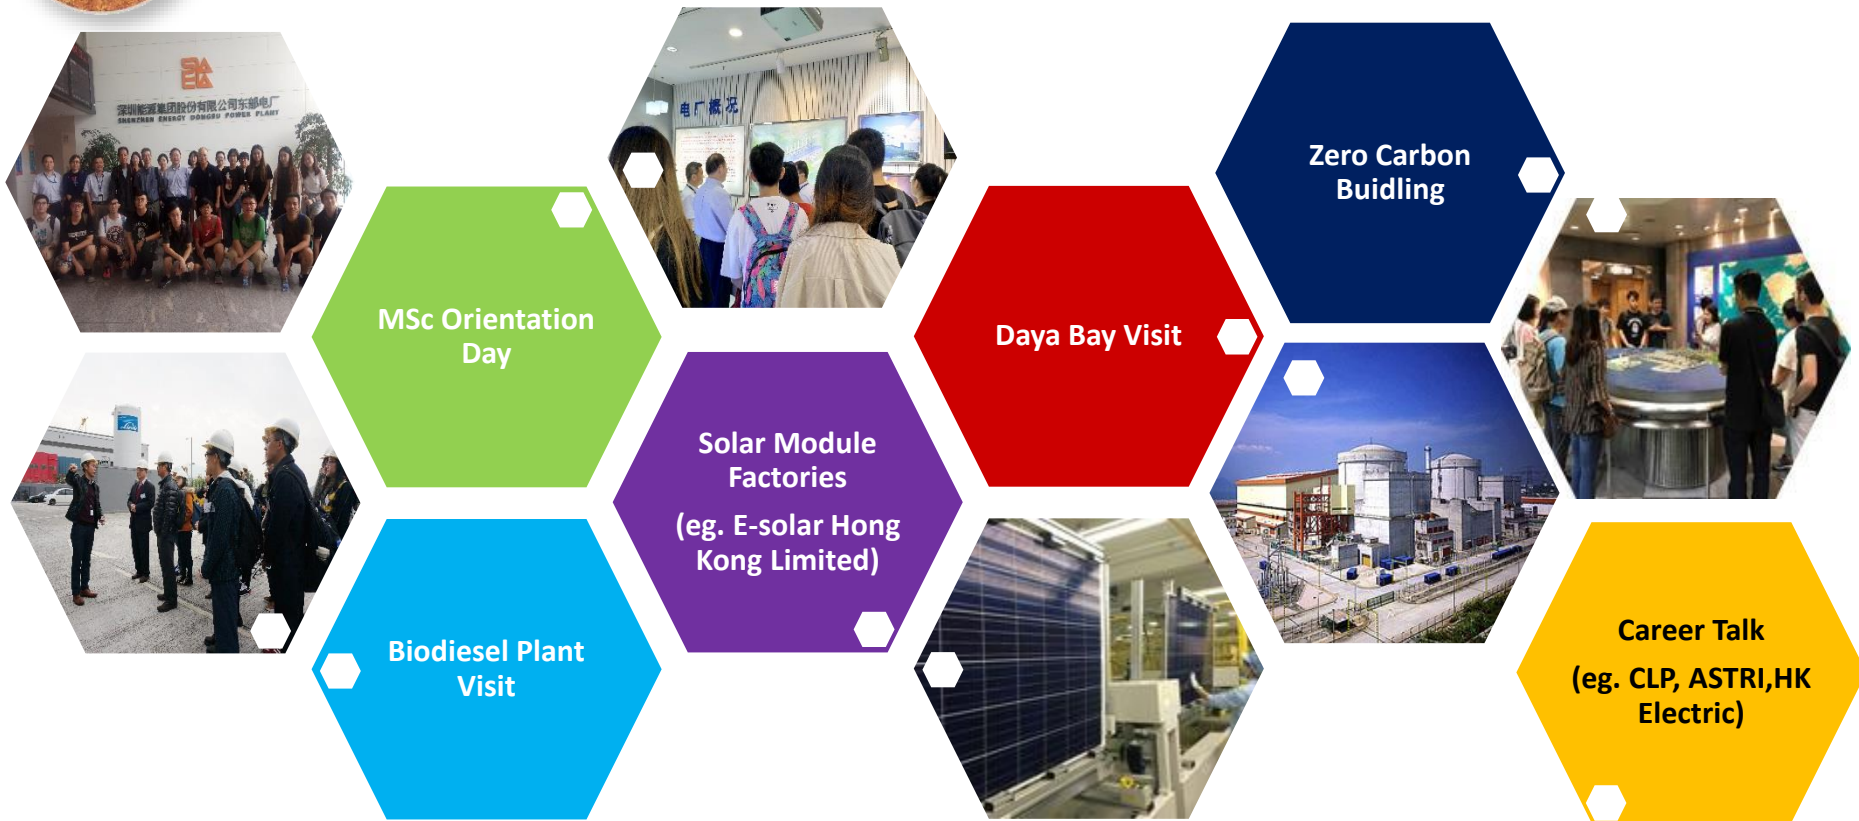 深圳能源集团股份有限公司东部电厂
SHENZHEN ENERGY DONGBU POWER PLANT
电厂概况
MSc Orientation
Day
Biodiesel Plant
Visit
Solar Module
Factories
(eg. E-solar Hong
Kong Limited)
Daya Bay Visit
Zero Carbon
Buidling
Career Talk
(eg. CLP, ASTRI,HK
Electric)